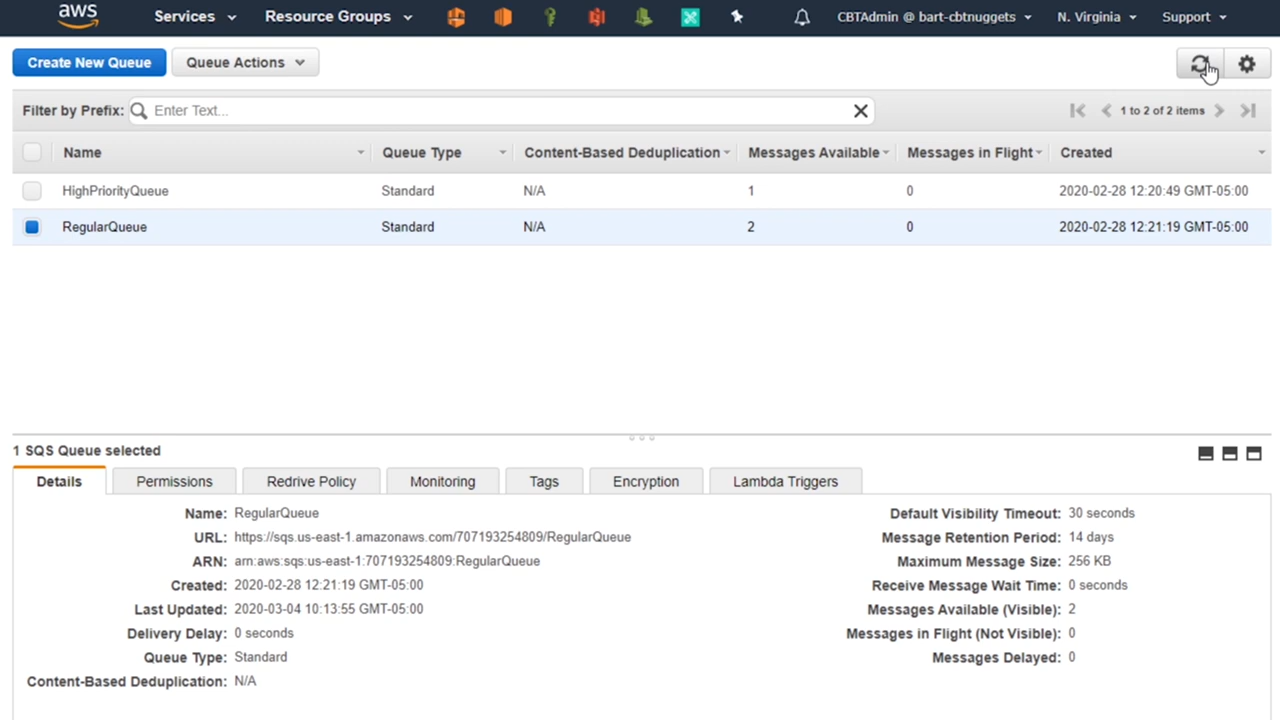 aws Services Resource Groups CBTAdmin @ bart-cbtnuggets N. Virginia Support
Create New Queue Queue Actions
Filter by Prefix: Enter Text... 1 to 2 of 2 items
Name Queue Type Content-Based Deduplication Messages Available Messages in Flight Created
HighPriorityQueue Standard N/A 1 0 2020-02-28 12:20:49 GMT-05:00
RegularQueue Standard N/A 2 0 2020-02-28 12:21:19 GMT-05:00
1 SQS Queue selected
Details Permissions Redrive Policy Monitoring Tags Encryption Lambda Triggers
Name: RegularQueue Default Visibility Timeout: 30 seconds
URL: https://sqs.us-east-1.amazonaws.com/707193254809/RegularQueue Message Retention Period: 14 days
ARN: arn:aws:sqs:us-east-1:707193254809:RegularQueue Maximum Message Size: 256 KB
Created: 2020-02-28 12:21:19 GMT-05:00 Receive Message Wait Time: 0 seconds
Last Updated: 2020-03-04 10:13:55 GMT-05:00 Messages Available (Visible): 2
Delivery Delay: 0 seconds Messages in Flight (Not Visible): 0
Queue Type: Standard Messages Delayed: 0
Content-Based Deduplication: N/A